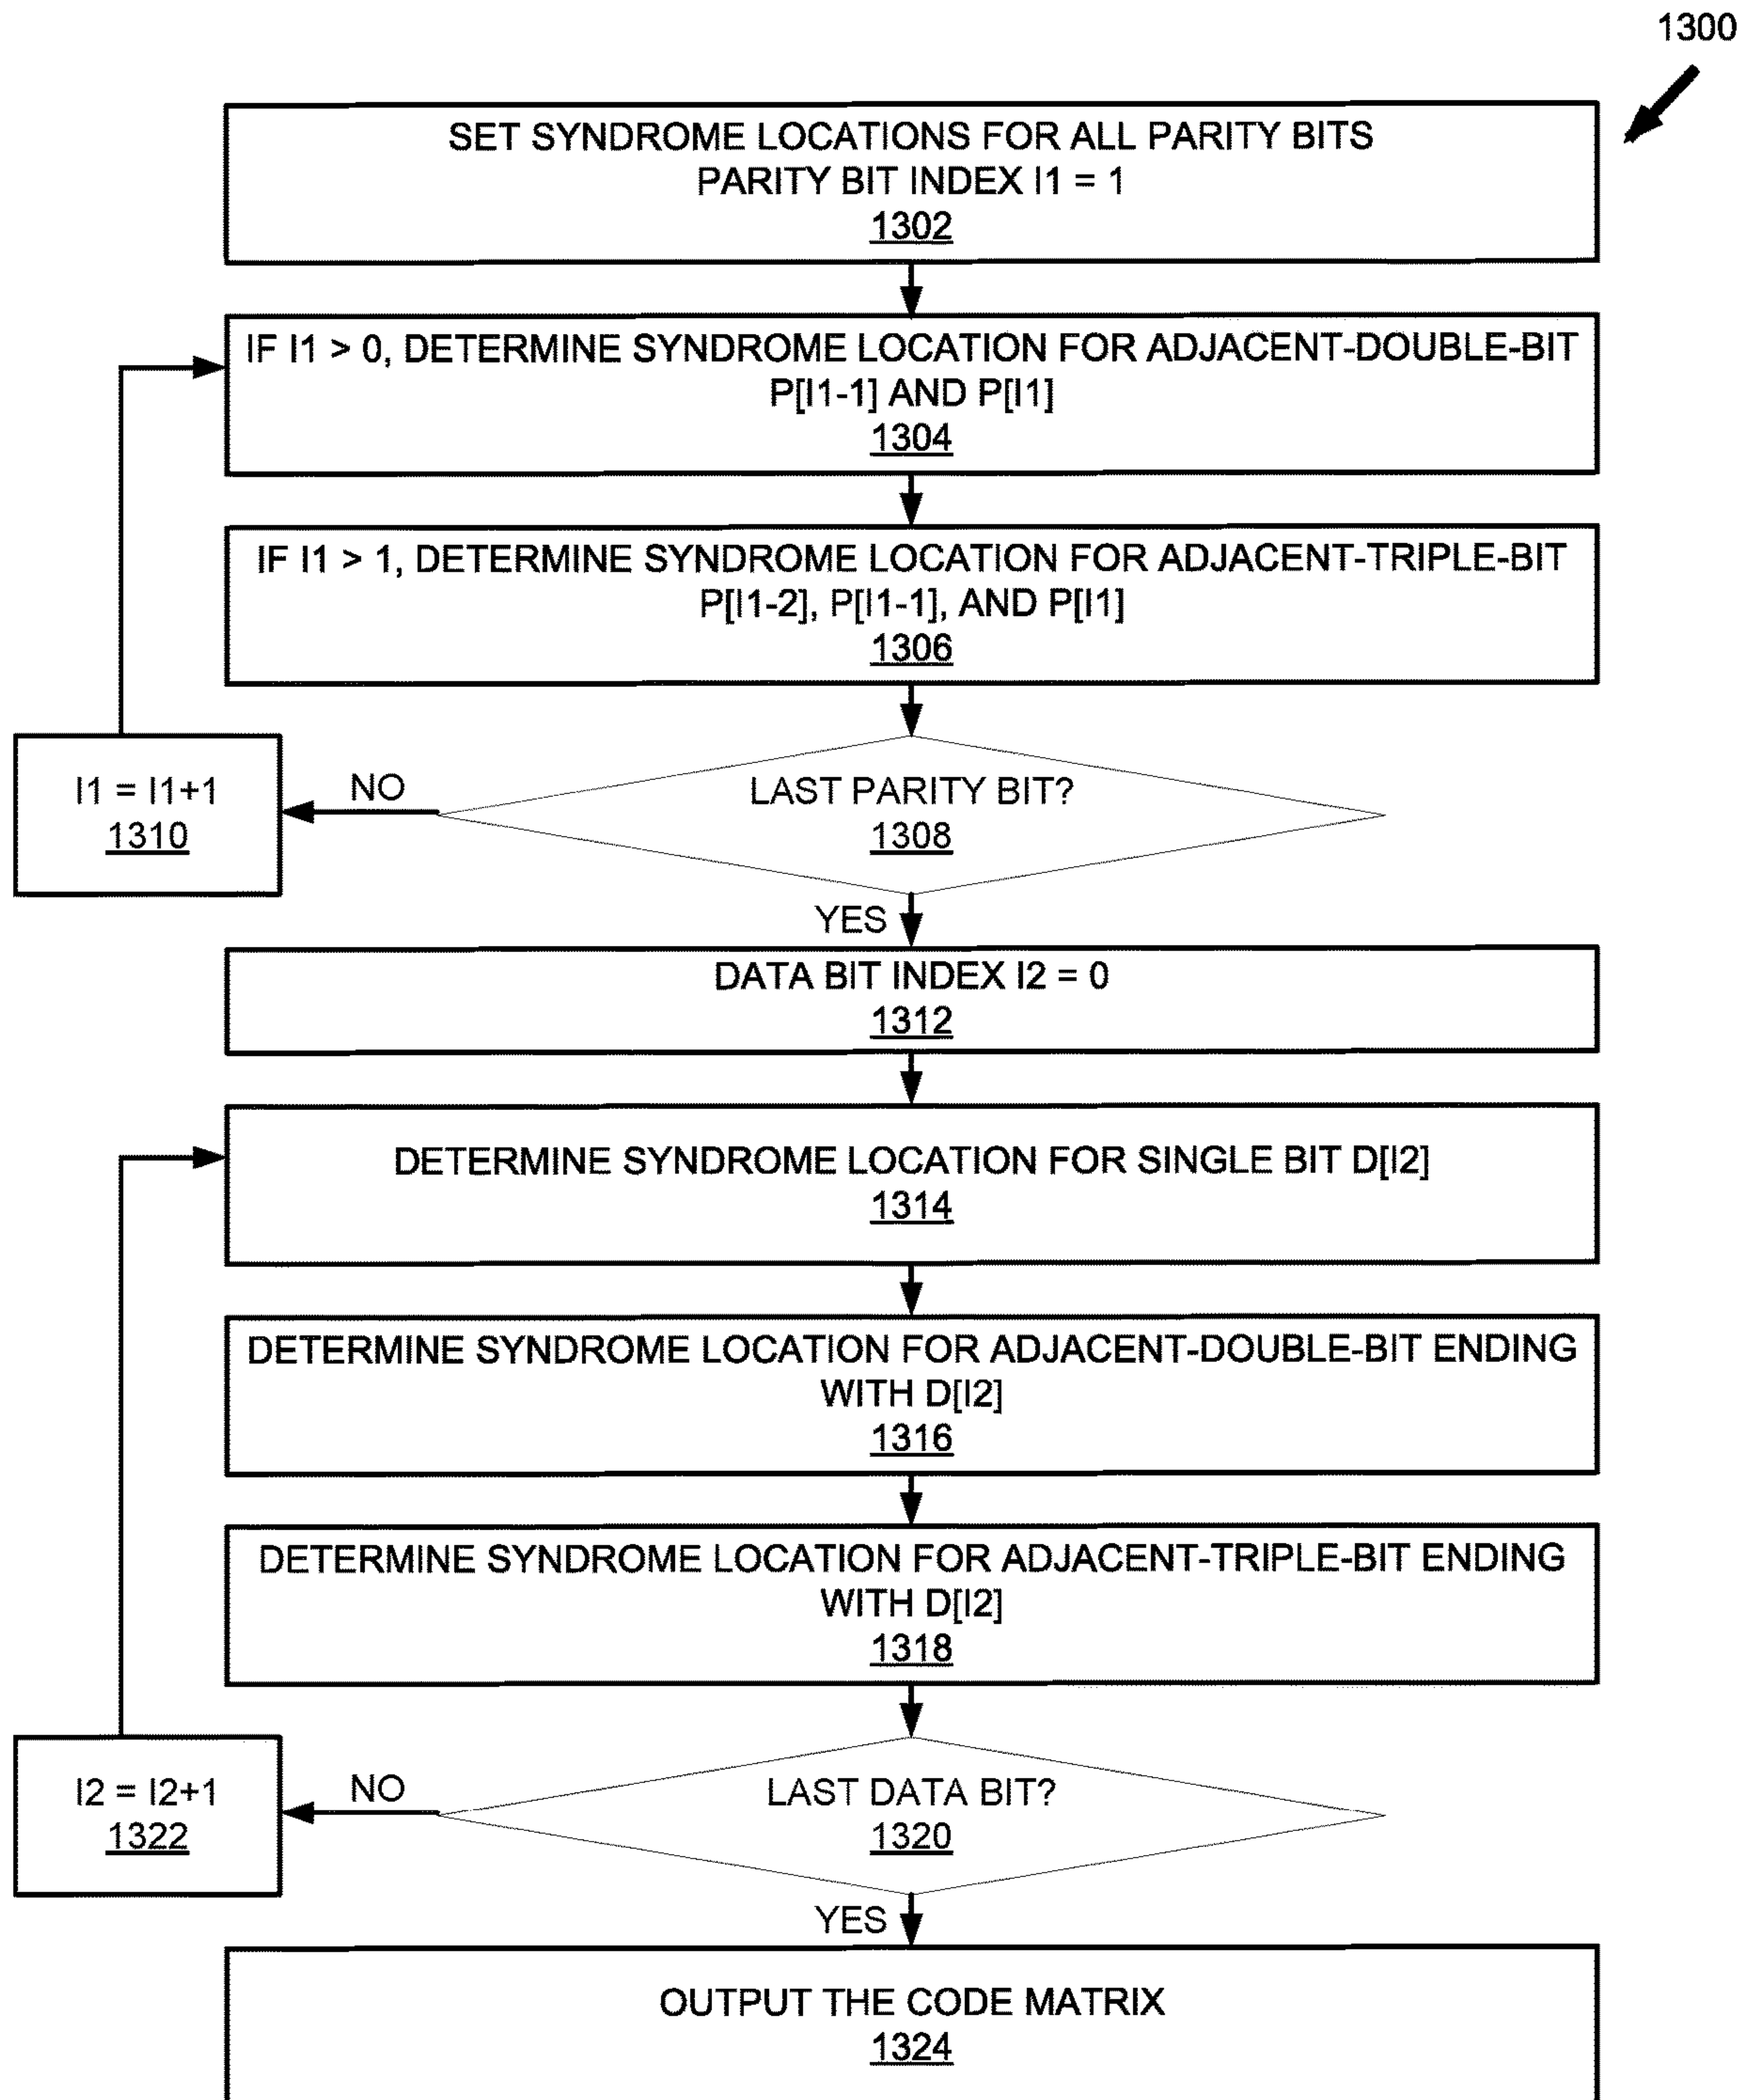 1300
SET SYNDROME LOCATIONS FOR ALL PARITY BITS
PARITY BIT INDEX I1 = 1
1302
IF I1 > 0, DETERMINE SYNDROME LOCATION FOR ADJACENT-DOUBLE-BIT
P[I1-1] AND P[I1]
1304
IF I1 > 1, DETERMINE SYNDROME LOCATION FOR ADJACENT-TRIPLE-BIT
P[I1-2], P[I1-1], AND P[I1]
1306
I1 = I1+1
1310
NO
LAST PARITY BIT?
1308
YES
DATA BIT INDEX I2 = 0
1312
DETERMINE SYNDROME LOCATION FOR SINGLE BIT D[I2]
1314
DETERMINE SYNDROME LOCATION FOR ADJACENT-DOUBLE-BIT ENDING
WITH D[I2]
1316
DETERMINE SYNDROME LOCATION FOR ADJACENT-TRIPLE-BIT ENDING
WITH D[I2]
1318
I2 = I2+1
1322
NO
LAST DATA BIT?
1320
YES
OUTPUT THE CODE MATRIX
1324